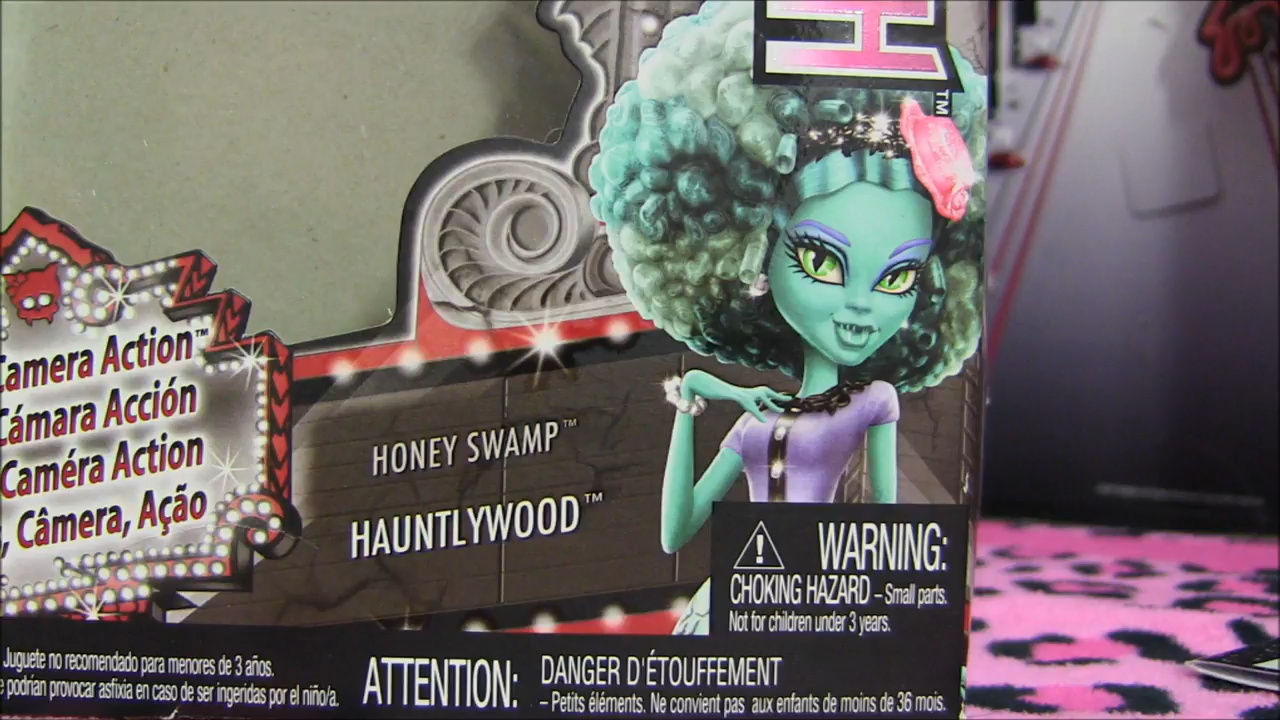 H™
Camera Action™
Cámara Acción
Caméra Action
, Câmera, Ação
HONEY SWAMP™
HAUNTLYWOOD™
WARNING:
CHOKING HAZARD – Small parts.
Not for children under 3 years.
Juguete no recomendado para menores de 3 años.
podrían provocar asfixia en caso de ser ingeridas por el niño/a.
ATTENTION:
DANGER D'ÉTOUFFEMENT
– Petits éléments. Ne convient pas aux enfants de moins de 36 mois.